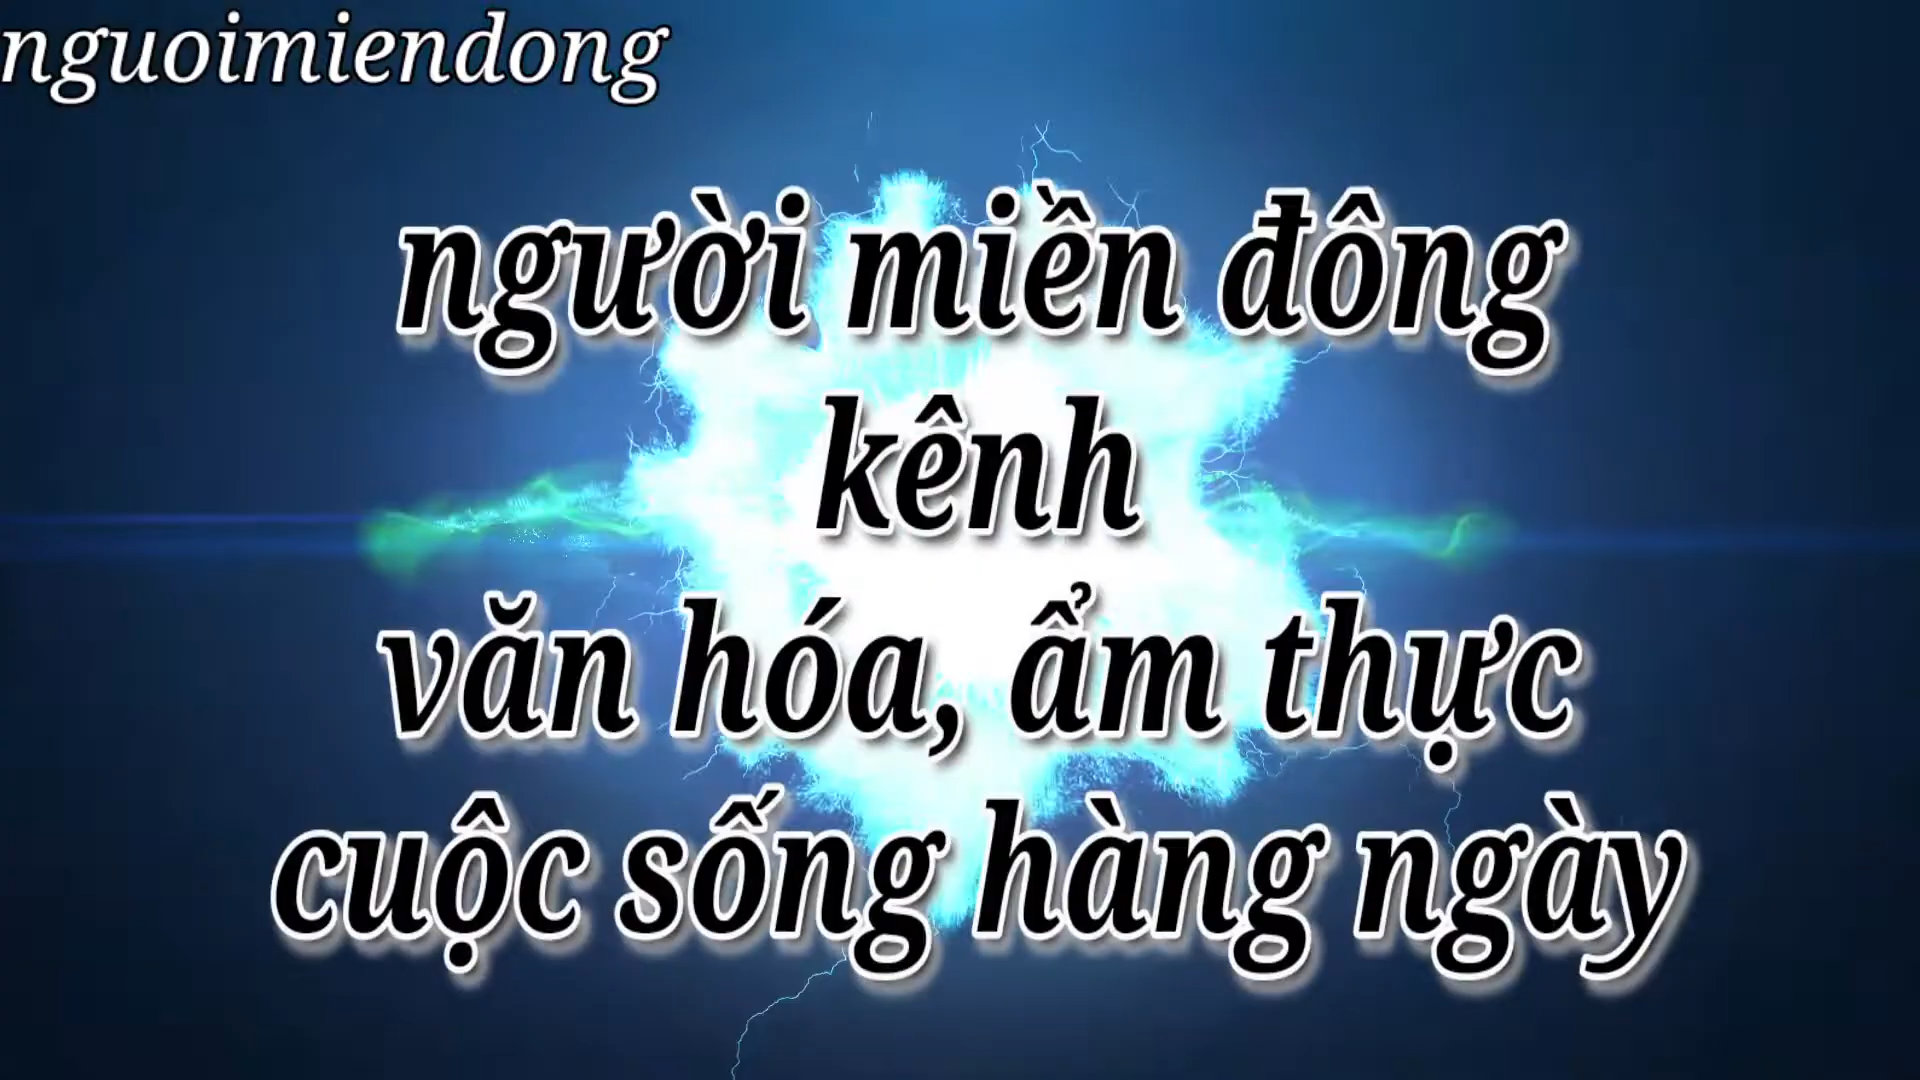 nguoimiendong
người miền đông
kênh
văn hóa, ẩm thực
cuộc sống hàng ngày